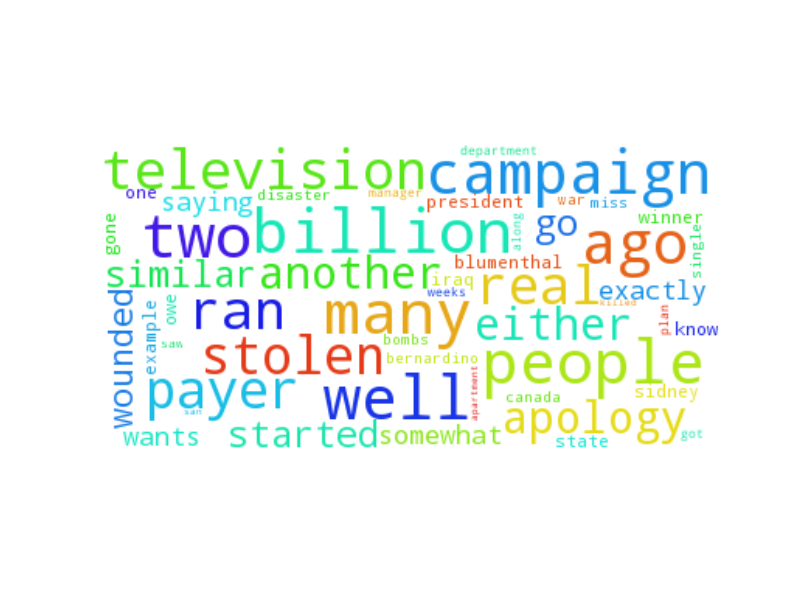 department
television campaign
one saying disaster manager president war miss
gone two billion along go ago winner single
similar another iraq blumenthal real exactly
weeks killed
wounded example owe ran many either plan know
saw stolen bombs bernardino people
payer san well apartment canada sidney
apology
wants started somewhat state got